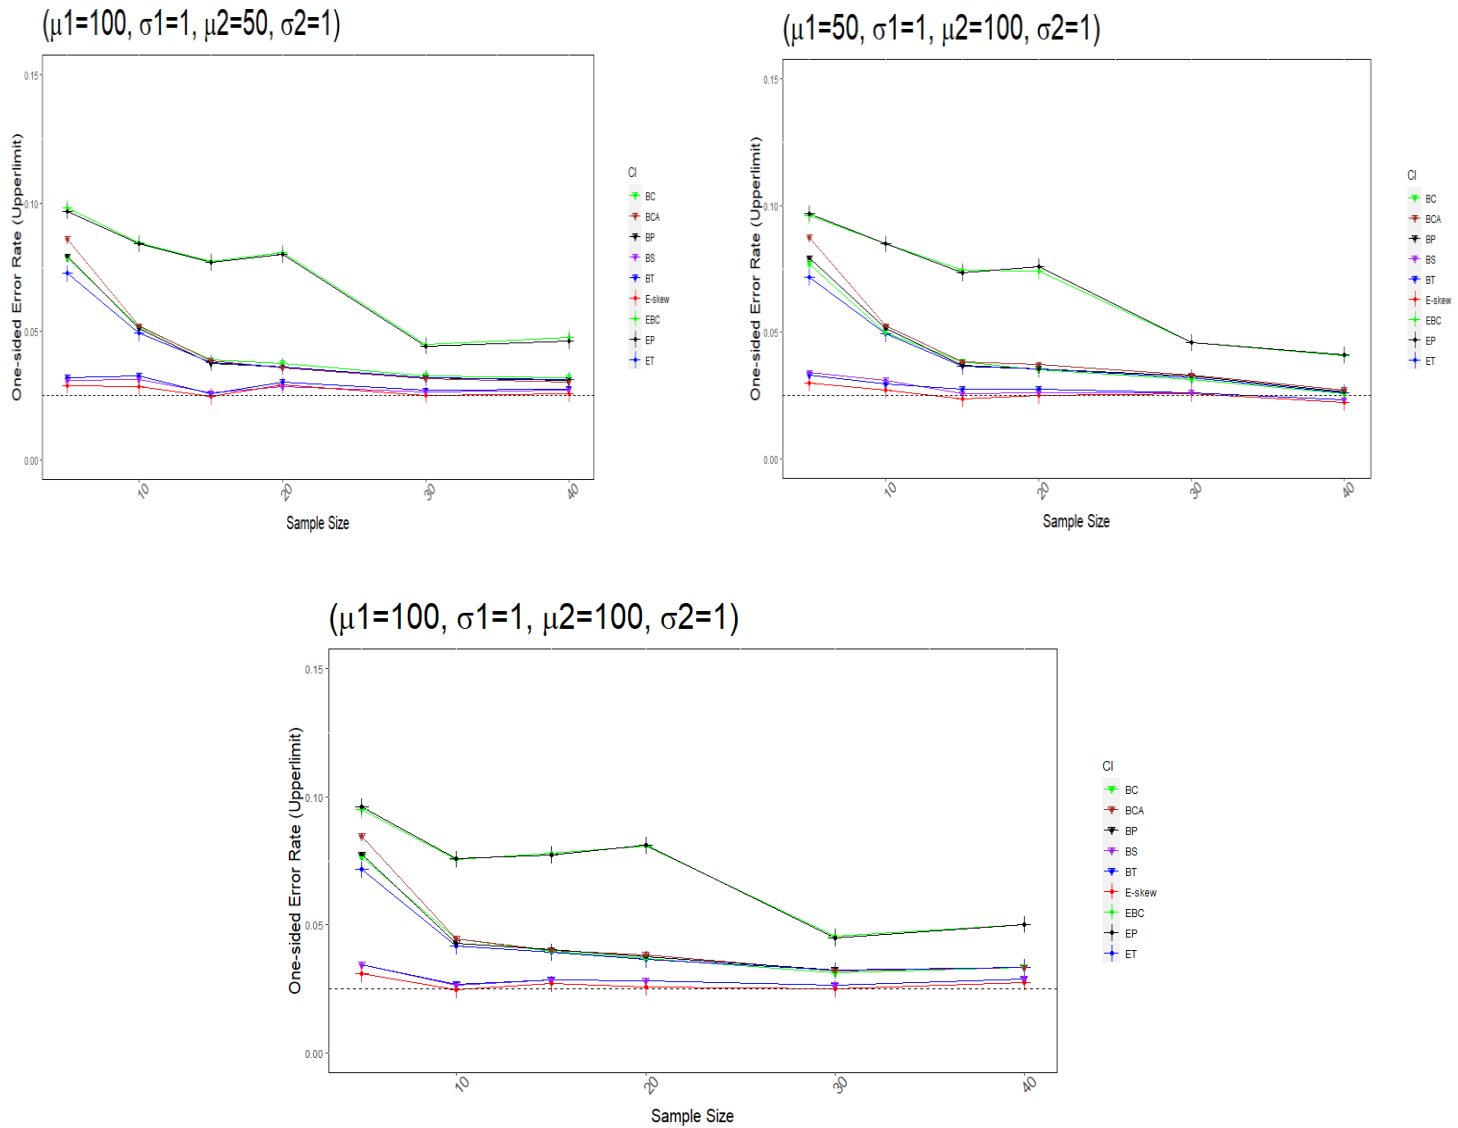 (μ1=100, σ1=1, μ2=50, σ2=1)
One-sided Error Rate (Upperlimit)
0.15
0.10
0.05
0.00
10
20
30
40
Sample Size
CI
BC
BCA
BP
BS
BT
E-skew
EBC
EP
ET
(μ1=50, σ1=1, μ2=100, σ2=1)
One-sided Error Rate (Upperlimit)
0.15
0.10
0.05
0.00
10
20
30
40
Sample Size
CI
BC
BCA
BP
BS
BT
E-skew
EBC
EP
ET
(μ1=100, σ1=1, μ2=100, σ2=1)
One-sided Error Rate (Upperlimit)
0.15
0.10
0.05
0.00
10
20
30
40
Sample Size
CI
BC
BCA
BP
BS
BT
E-skew
EBC
EP
ET